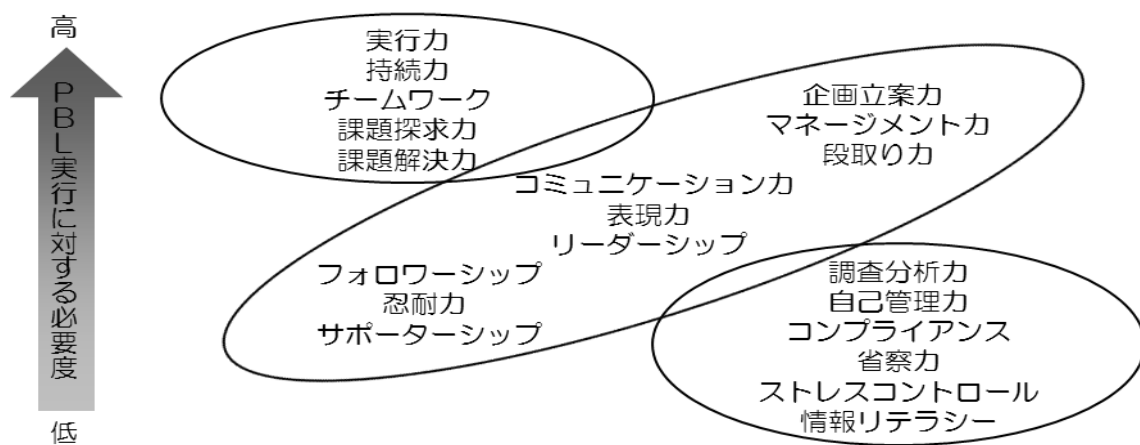 高
PBL実行に対する必要度
低
実行力
持続力
チームワーク
課題探求力
課題解決力
企画立案力
マネージメント力
段取り力
コミュニケーション力
表現力
リーダーシップ
フォロワーシップ
忍耐力
サポーターシップ
調査分析力
自己管理力
コンプライアンス
省察力
ストレスコントロール
情報リテラシー